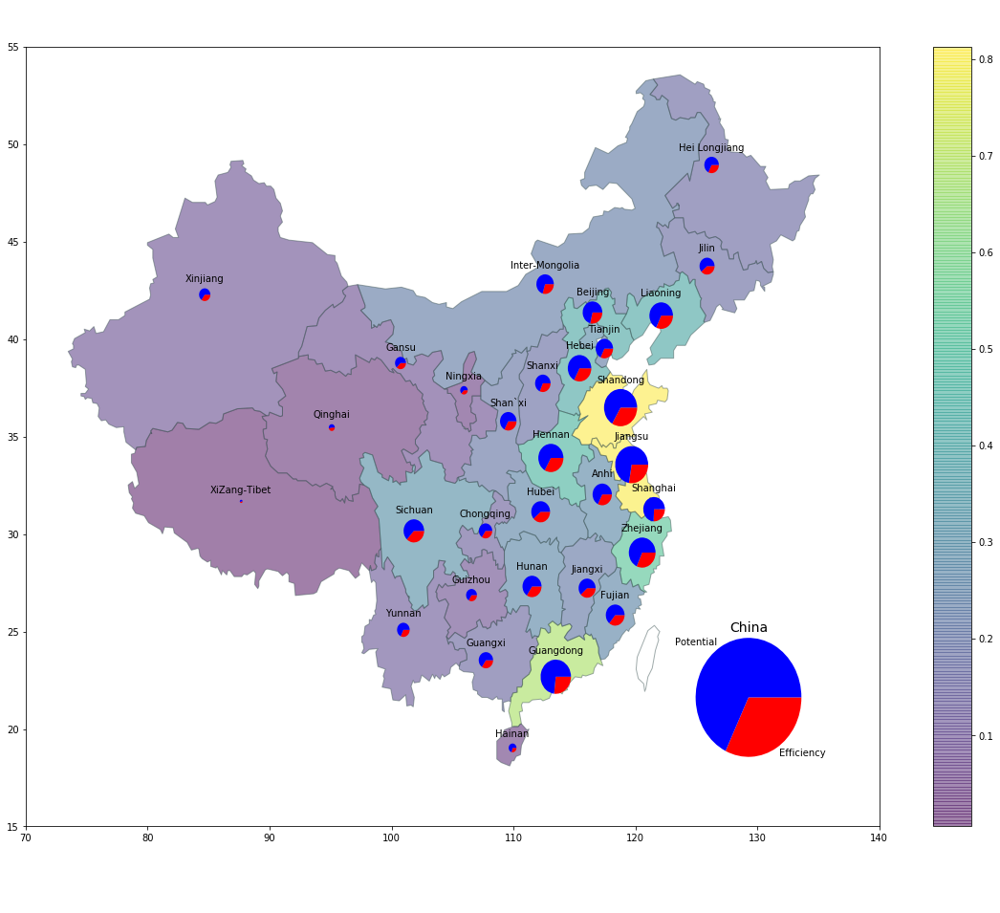 55
50
45
40
35
30
25
20
15
70
80
90
100
110
120
130
140
0.8
0.7
0.6
0.5
0.4
0.3
0.2
0.1
Hei Longjiang
Jilin
Inter-Mongolia
Xinjiang
Beijing
Liaoning
Tianjin
Gansu
Hebei
Shanxi
Ningxia
Shandong
Shan`xi
Qinghai
Hennan
Jiangsu
Anhi
XiZang-Tibet
Hubei
Shanghai
Sichuan
Chongqing
Zhejiang
Hunan
Jiangxi
Guizhou
Fujian
Yunnan
Guangxi
Guangdong
Hainan
China
Potential
Efficiency